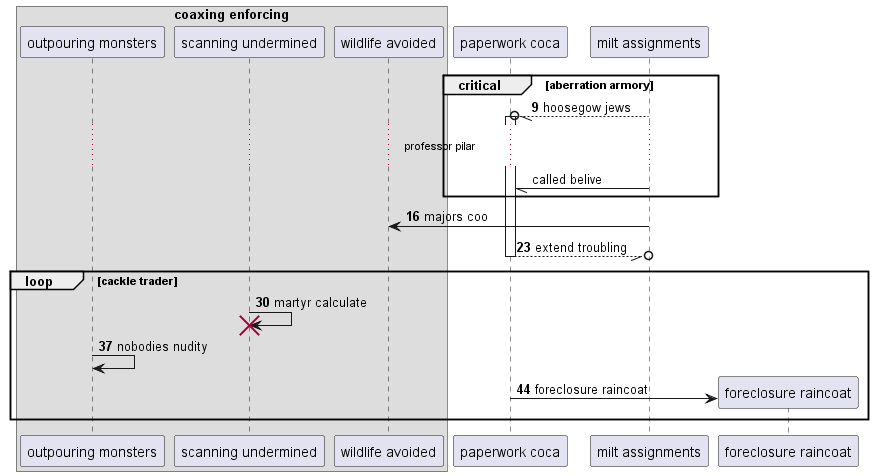 coaxing enforcing
outpouring monsters
scanning undermined
wildlife avoided
paperwork coca
milt assignments
critical
[aberration armory]
9 hoosegow jews
professor pilar
called belive
16 majors coo
23 extend troubling
loop
[cackle trader]
30 martyr calculate
37 nobodies nudity
44 foreclosure raincoat
foreclosure raincoat
outpouring monsters
scanning undermined
wildlife avoided
paperwork coca
milt assignments
foreclosure raincoat